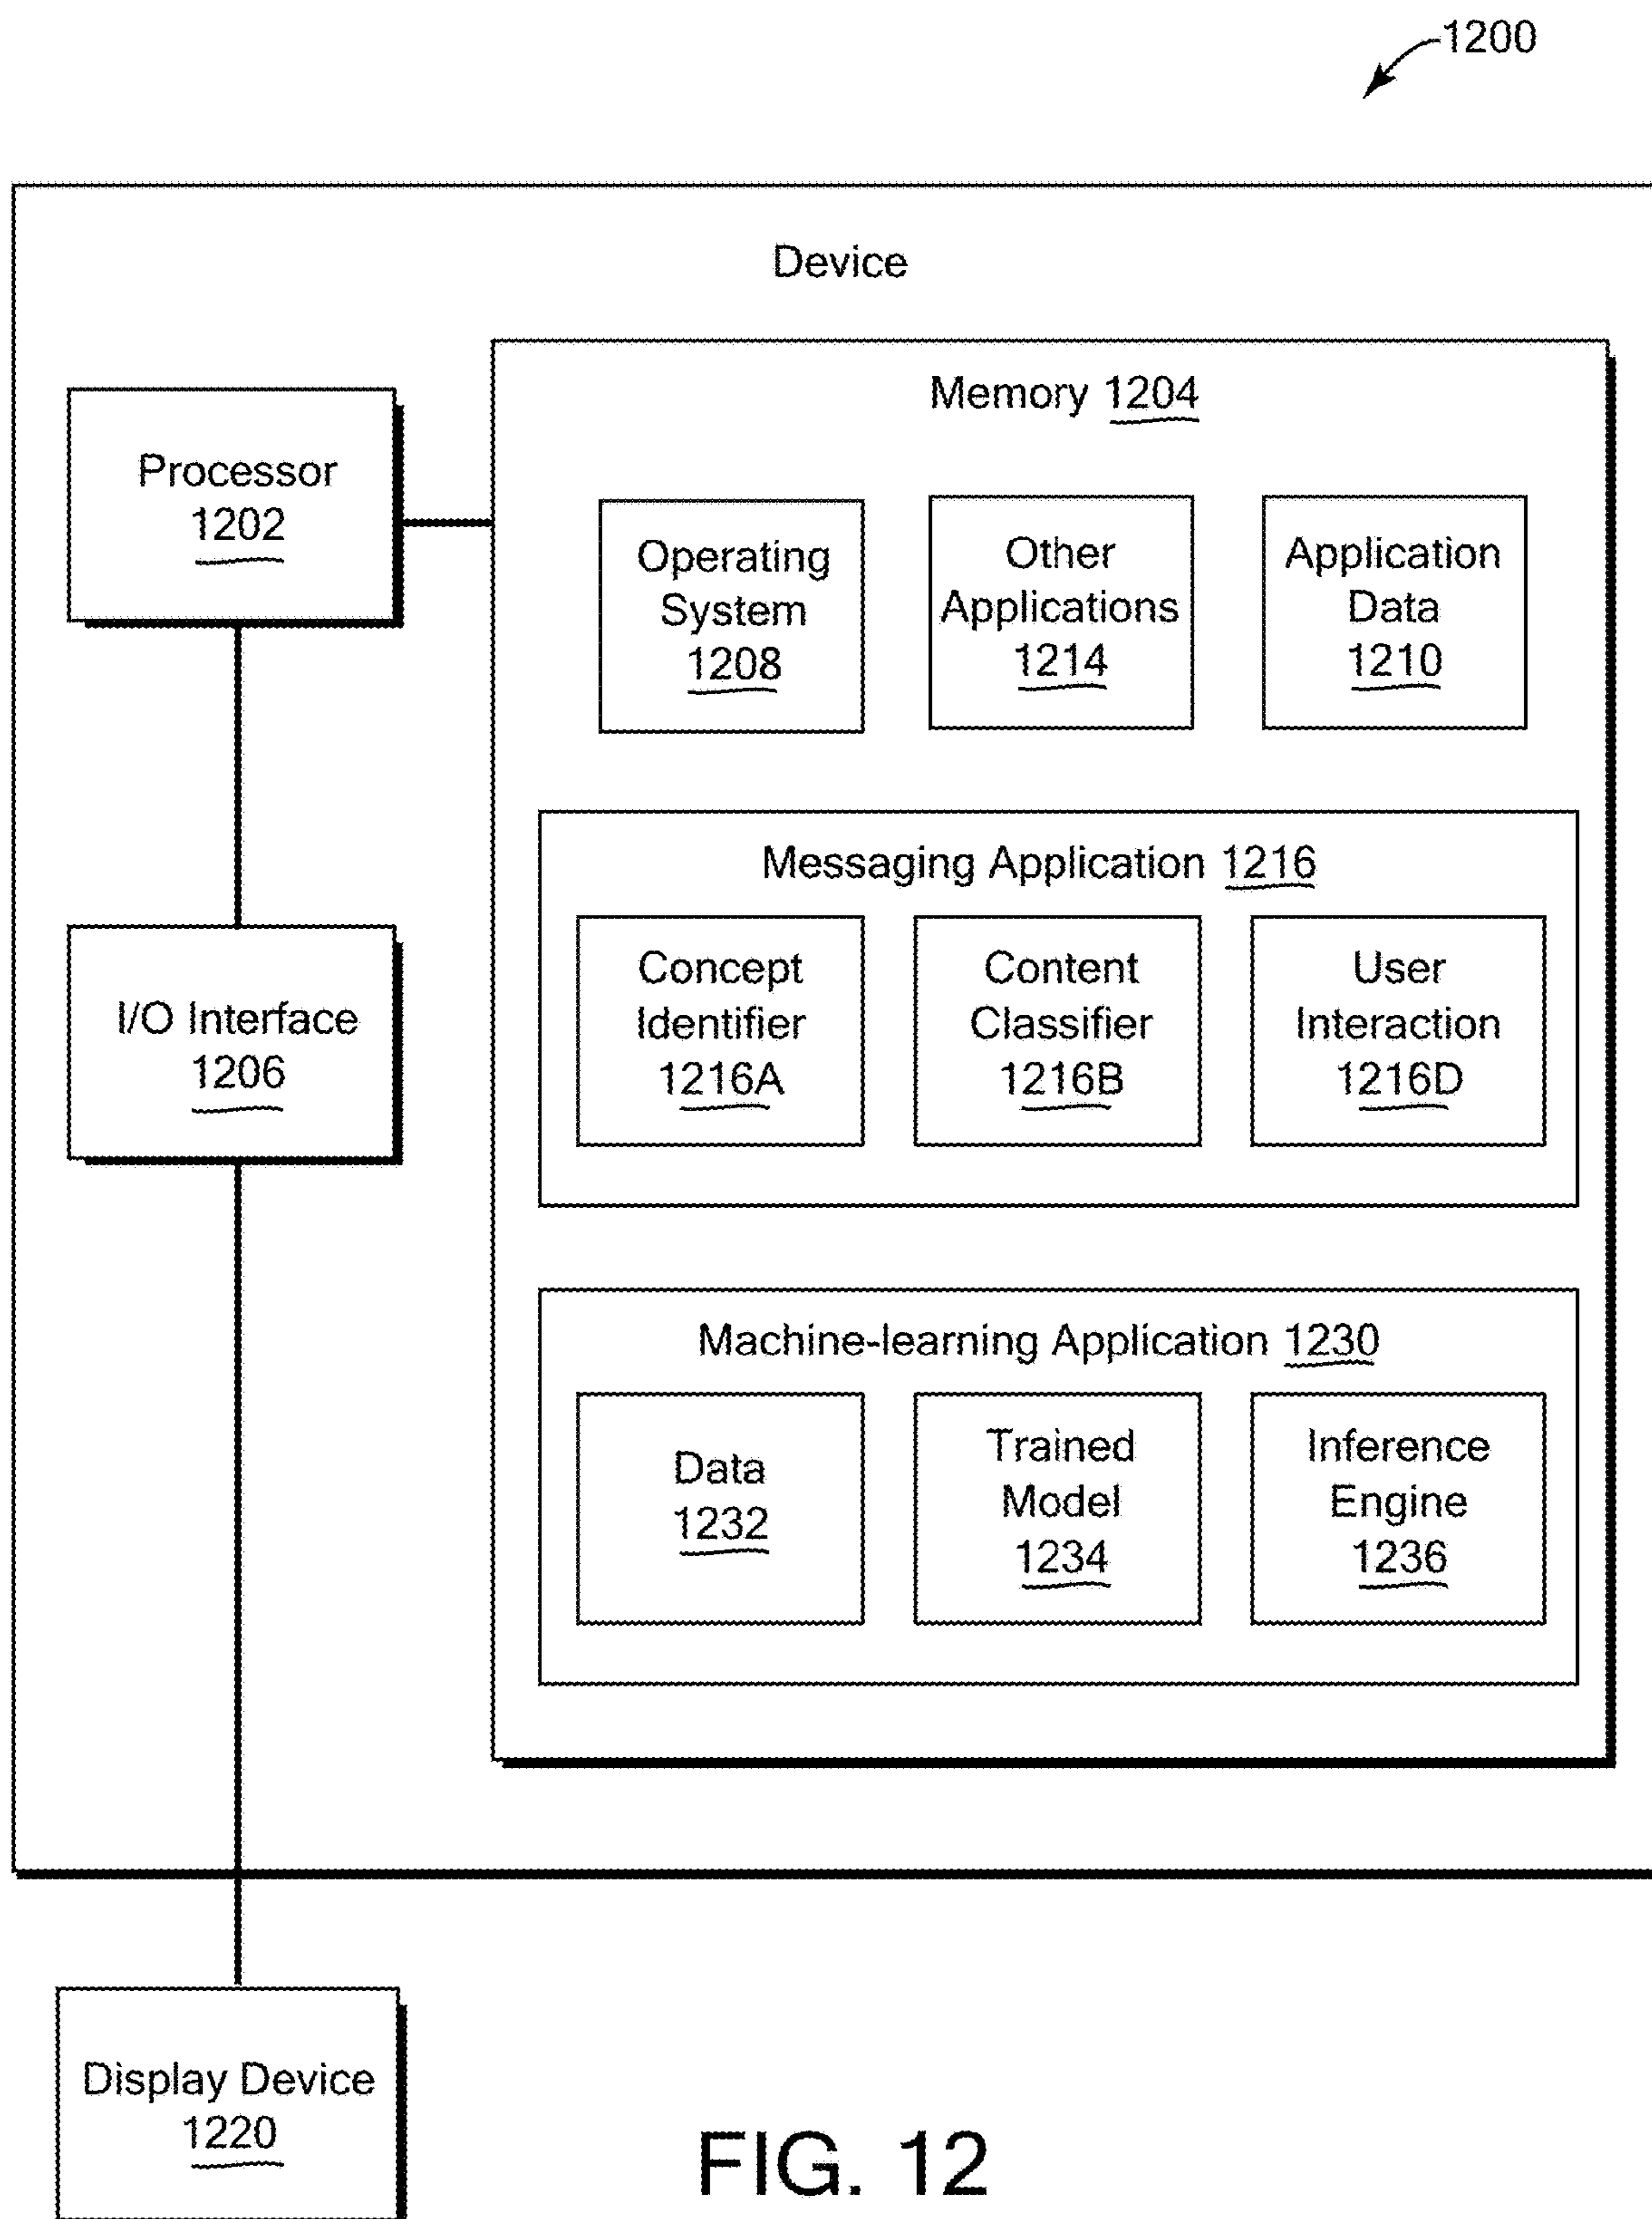 1200
Device
Processor
1202
Memory 1204
Operating
System
1208
Other
Applications
1214
Application
Data
1210
I/O Interface
1206
Messaging Application 1216
Concept
Identifier
1216A
Content
Classifier
1216B
User
Interaction
1216D
Machine-learning Application 1230
Data
1232
Trained
Model
1234
Inference
Engine
1236
Display Device
1220
FIG. 12